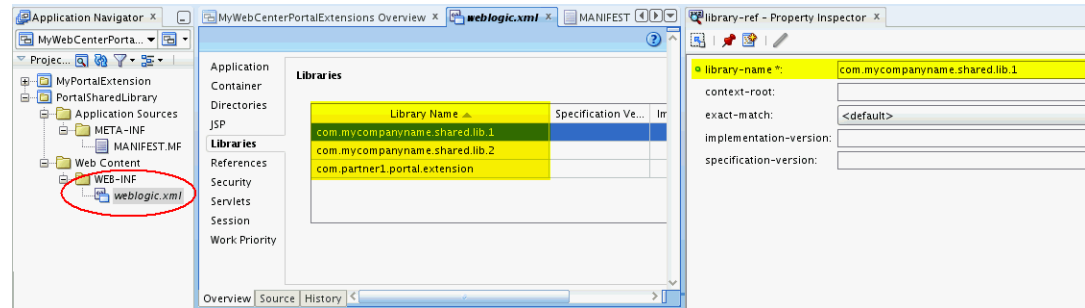 Application Navigator
MyWebCenterPorta...
Projec...
MyPortalExtension
PortalSharedLibrary
Application Sources
META-INF
MANIFEST.MF
Web Content
WEB-INF
weblogic.xml
MyWebCenterPortalExtensions Overview
weblogic.xml
MANIFEST
Application
Container
Directories
JSP
Libraries
References
Security
Servlets
Session
Work Priority
Libraries
Library Name Specification Ve... Im
com.mycompanyname.shared.lib.1
com.mycompanyname.shared.lib.2
com.partner1.portal.extension
Overview Source History
library-ref - Property Inspector
library-name *: com.mycompanyname.shared.lib.1
context-root:
exact-match: <default>
implementation-version:
specification-version: